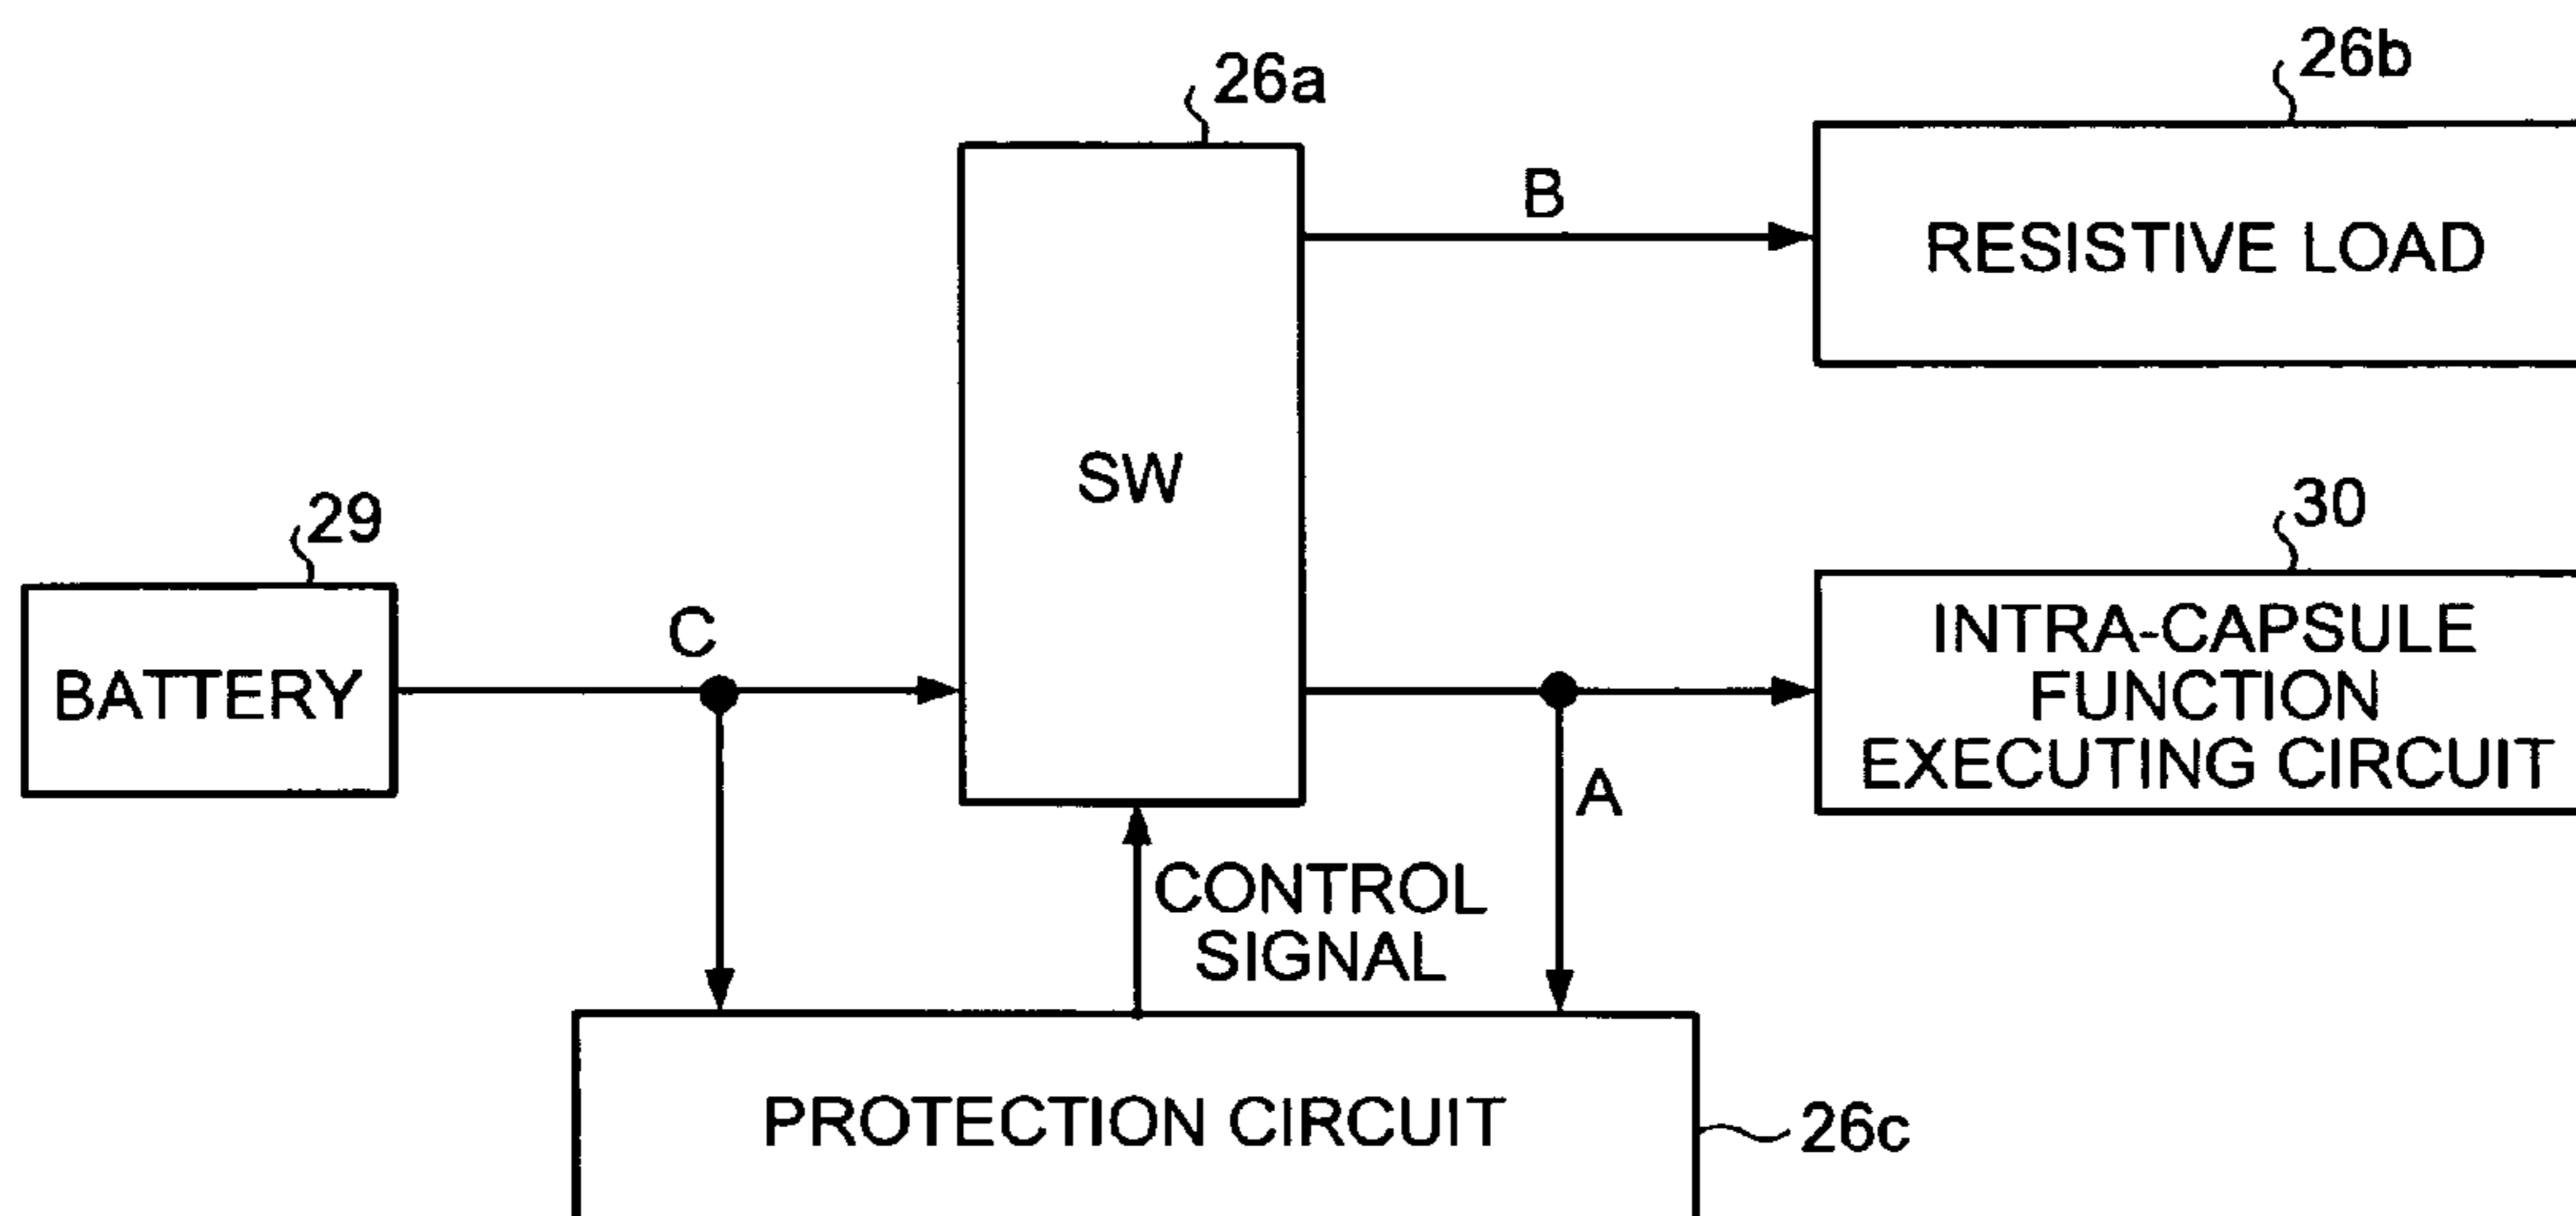 26a
26b
B
RESISTIVE LOAD
SW
29
30
BATTERY
C
INTRA-CAPSULE
FUNCTION
EXECUTING CIRCUIT
A
CONTROL
SIGNAL
PROTECTION CIRCUIT
26c